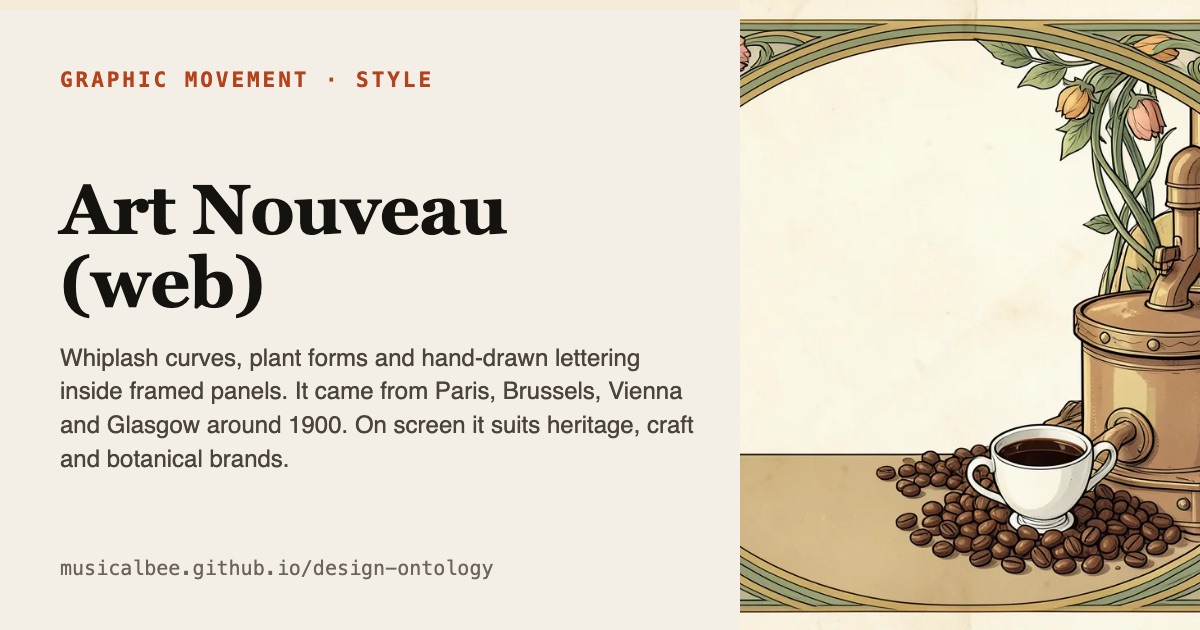 GRAPHIC MOVEMENT · STYLE
Art Nouveau
(web)
Whiplash curves, plant forms and hand-drawn lettering
inside framed panels. It came from Paris, Brussels, Vienna
and Glasgow around 1900. On screen it suits heritage, craft
and botanical brands.
musicalbee.github.io/design-ontology